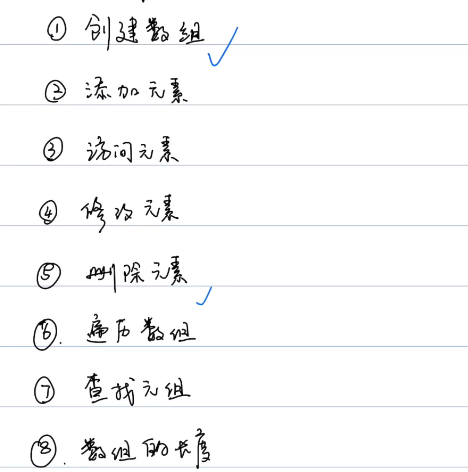 ① 创建数组
② 添加元素
③ 访问元素
④ 修改元素
⑤ 删除元素
⑥. 遍历数组
⑦ 查找元组
⑧. 数组的长度